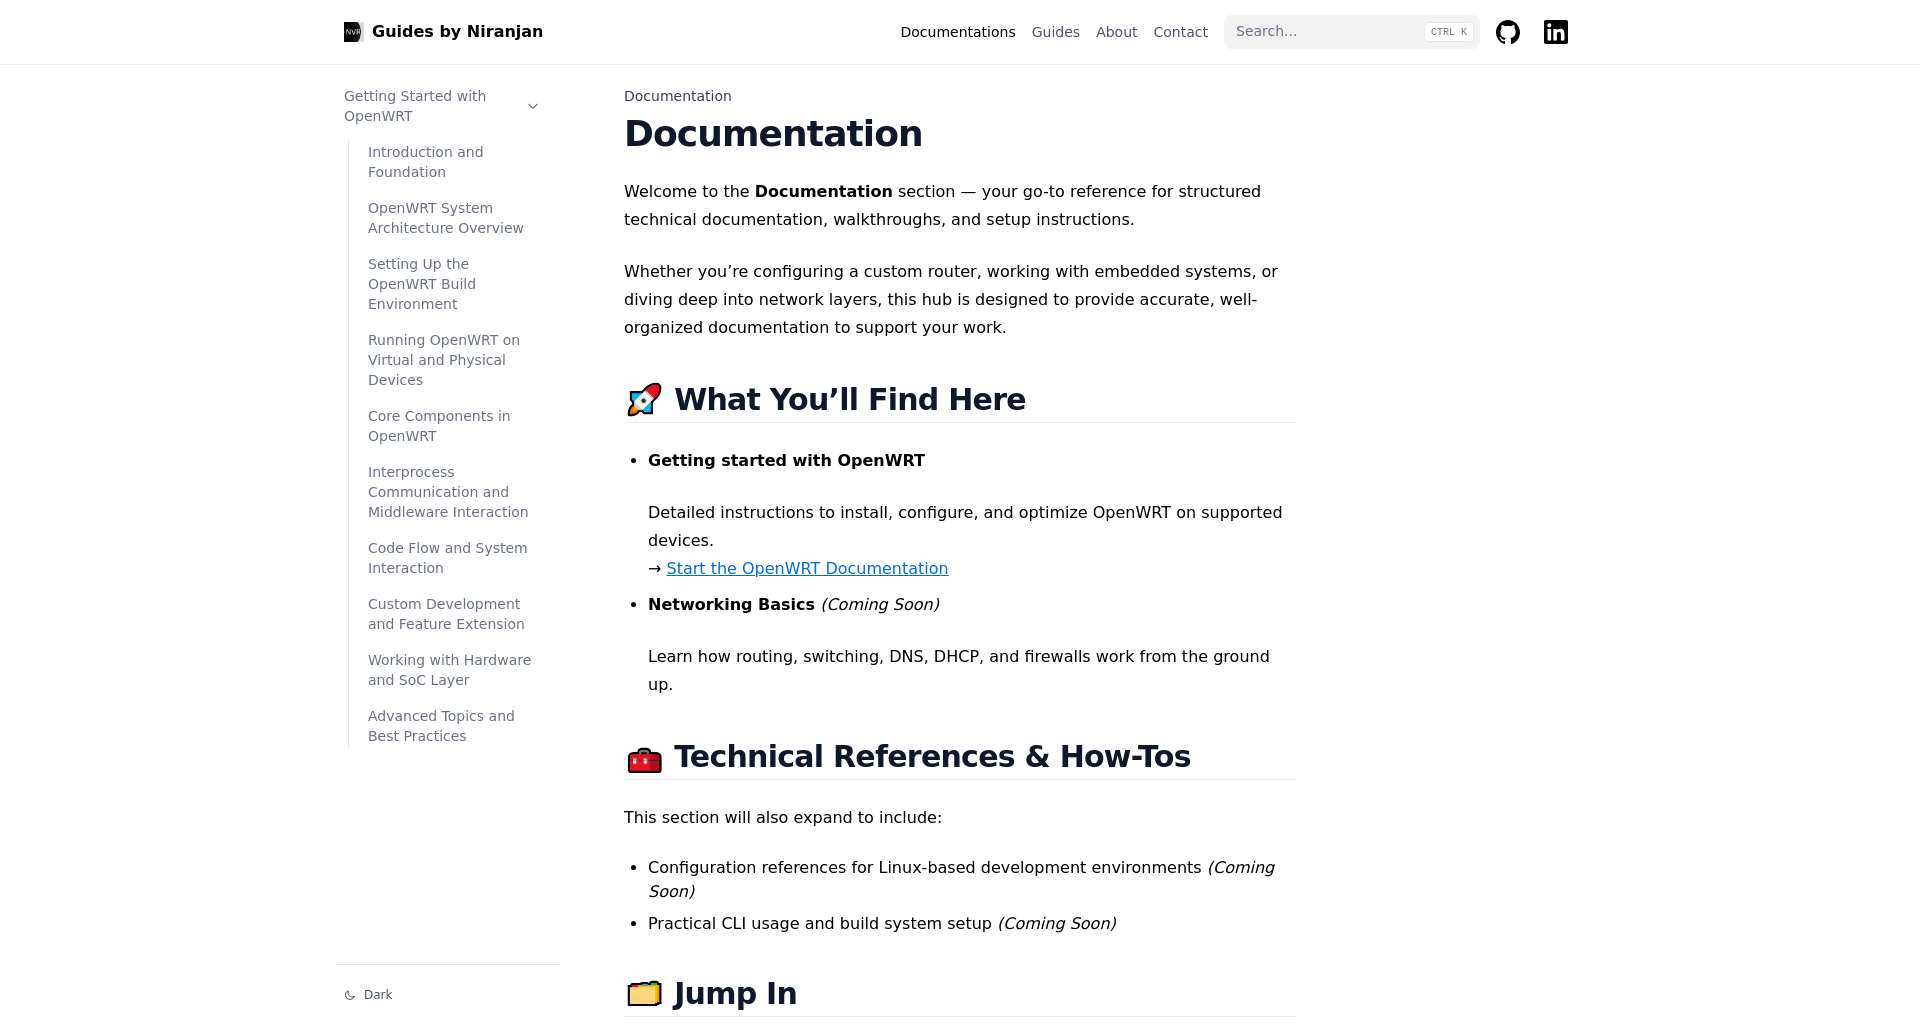 NVR
Guides by Niranjan
Documentations
Guides
About
Contact
Search...
CTRL K
Getting Started with
OpenWRT
Introduction and
Foundation
OpenWRT System
Architecture Overview
Setting Up the
OpenWRT Build
Environment
Running OpenWRT on
Virtual and Physical
Devices
Core Components in
OpenWRT
Interprocess
Communication and
Middleware Interaction
Code Flow and System
Interaction
Custom Development
and Feature Extension
Working with Hardware
and SoC Layer
Advanced Topics and
Best Practices
Dark
Documentation
Documentation
Welcome to the Documentation section — your go-to reference for structured
technical documentation, walkthroughs, and setup instructions.
Whether you’re configuring a custom router, working with embedded systems, or
diving deep into network layers, this hub is designed to provide accurate, well-
organized documentation to support your work.
🚀 What You’ll Find Here
• Getting started with OpenWRT
Detailed instructions to install, configure, and optimize OpenWRT on supported
devices.
→ Start the OpenWRT Documentation
• Networking Basics (Coming Soon)
Learn how routing, switching, DNS, DHCP, and firewalls work from the ground
up.
🧰 Technical References & How-Tos
This section will also expand to include:
• Configuration references for Linux-based development environments (Coming
Soon)
• Practical CLI usage and build system setup (Coming Soon)
🗂️ Jump In